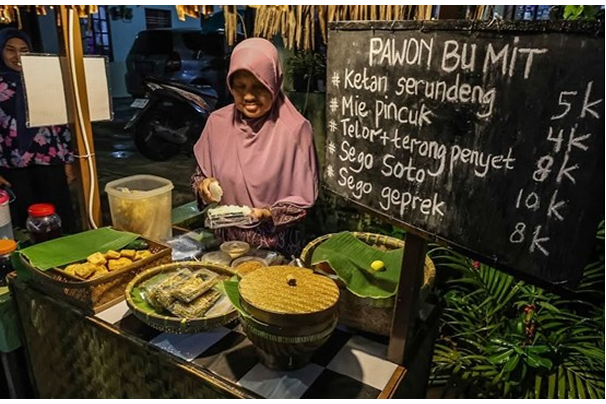 PAWON BU MIT
# Ketan serundeng 5k
# Mie pincuk 4k
# Telor+terong penyet 8k
# Sego Soto 10k
# Sego geprek 8k